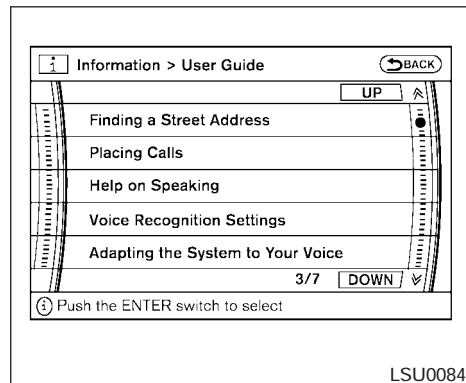 i Information > User Guide BACK
UP
Finding a Street Address
Placing Calls
Help on Speaking
Voice Recognition Settings
Adapting the System to Your Voice
3/7 DOWN
i Push the ENTER switch to select
LSU0084